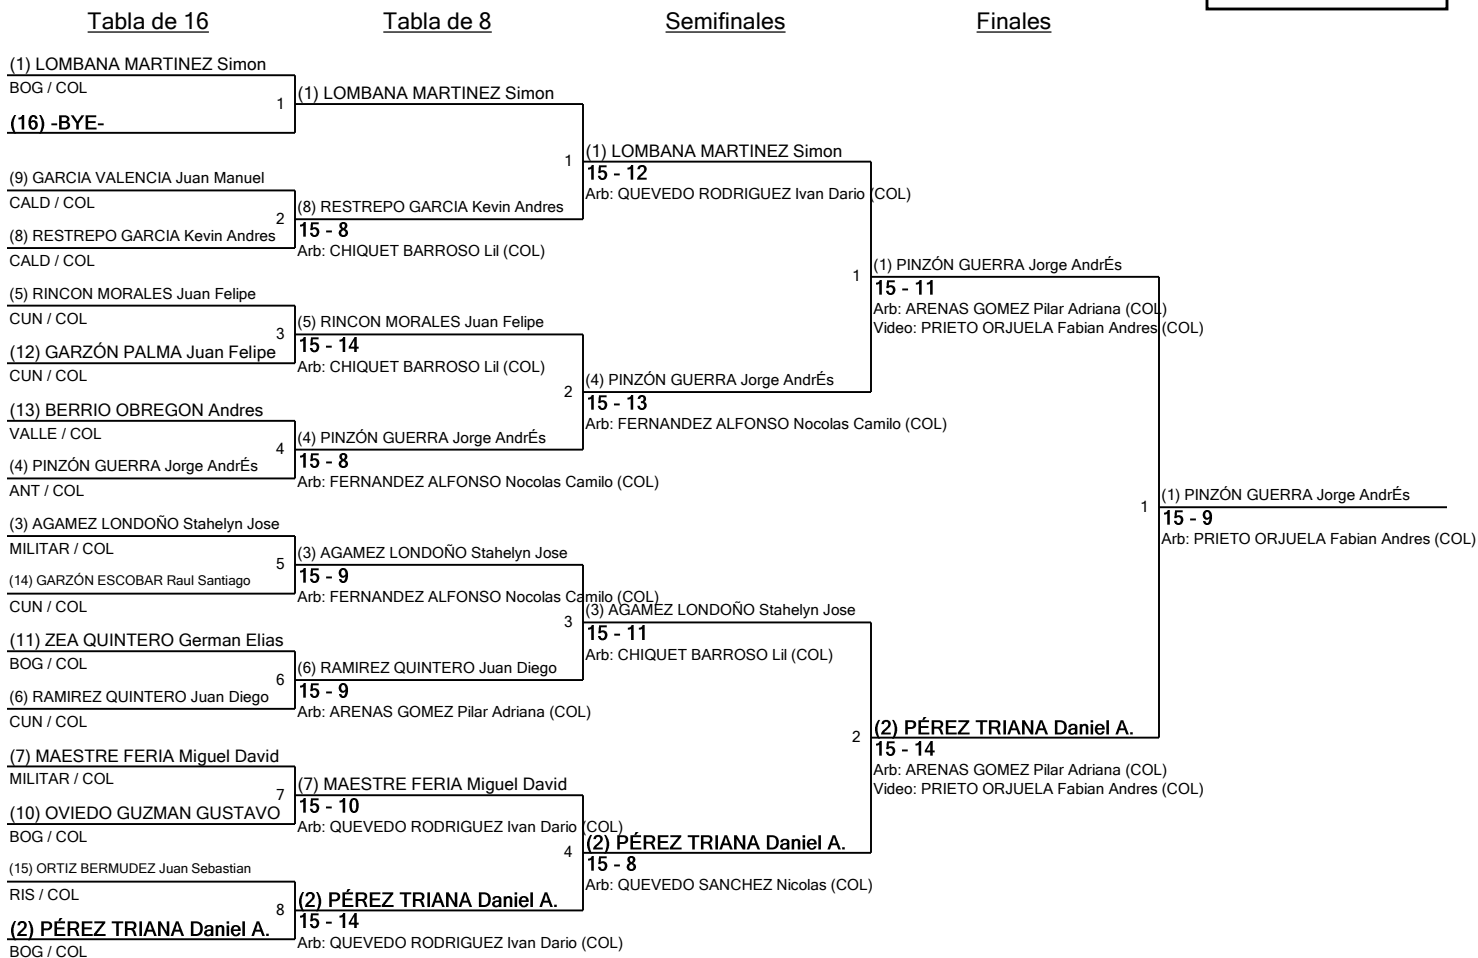 Tabla de 16
Tabla de 8
Semifinales
Finales
(1) LOMBANA MARTINEZ Simon
BOG / COL
1
(16) -BYE-
(9) GARCIA VALENCIA Juan Manuel
CALD / COL
2
(8) RESTREPO GARCIA Kevin Andres
CALD / COL
(5) RINCON MORALES Juan Felipe
CUN / COL
3
(12) GARZÓN PALMA Juan Felipe
CUN / COL
(13) BERRIO OBREGON Andres
VALLE / COL
4
(4) PINZÓN GUERRA Jorge AndrÉs
ANT / COL
(3) AGAMEZ LONDOÑO Stahelyn Jose
MILITAR / COL
5
(14) GARZÓN ESCOBAR Raul Santiago
CUN / COL
(11) ZEA QUINTERO German Elias
BOG / COL
6
(6) RAMIREZ QUINTERO Juan Diego
CUN / COL
(7) MAESTRE FERIA Miguel David
MILITAR / COL
7
(10) OVIEDO GUZMAN GUSTAVO
BOG / COL
(15) ORTIZ BERMUDEZ Juan Sebastian
RIS / COL
8
(2) PÉREZ TRIANA Daniel A.
BOG / COL
(1) LOMBANA MARTINEZ Simon
1
(8) RESTREPO GARCIA Kevin Andres
15 - 8
Arb: CHIQUET BARROSO Lil (COL)
(5) RINCON MORALES Juan Felipe
15 - 14
Arb: CHIQUET BARROSO Lil (COL)
2
(4) PINZÓN GUERRA Jorge AndrÉs
15 - 8
Arb: FERNANDEZ ALFONSO Nocolas Camilo (COL)
(3) AGAMEZ LONDOÑO Stahelyn Jose
15 - 9
Arb: FERNANDEZ ALFONSO Nocolas Camilo (COL)
3
(6) RAMIREZ QUINTERO Juan Diego
15 - 9
Arb: ARENAS GOMEZ Pilar Adriana (COL)
(7) MAESTRE FERIA Miguel David
15 - 10
Arb: QUEVEDO RODRIGUEZ Ivan Dario (COL)
4
(2) PÉREZ TRIANA Daniel A.
15 - 14
Arb: QUEVEDO RODRIGUEZ Ivan Dario (COL)
(1) LOMBANA MARTINEZ Simon
15 - 12
Arb: QUEVEDO RODRIGUEZ Ivan Dario (COL)
1
(4) PINZÓN GUERRA Jorge AndrÉs
15 - 13
Arb: FERNANDEZ ALFONSO Nocolas Camilo (COL)
(3) AGAMEZ LONDOÑO Stahelyn Jose
15 - 11
Arb: CHIQUET BARROSO Lil (COL)
2
(2) PÉREZ TRIANA Daniel A.
15 - 8
Arb: QUEVEDO SANCHEZ Nicolas (COL)
(1) PINZÓN GUERRA Jorge AndrÉs
15 - 11
Arb: ARENAS GOMEZ Pilar Adriana (COL)
Video: PRIETO ORJUELA Fabian Andres (COL)
1
(2) PÉREZ TRIANA Daniel A.
15 - 14
Arb: ARENAS GOMEZ Pilar Adriana (COL)
Video: PRIETO ORJUELA Fabian Andres (COL)
(1) PINZÓN GUERRA Jorge AndrÉs
15 - 9
Arb: PRIETO ORJUELA Fabian Andres (COL)